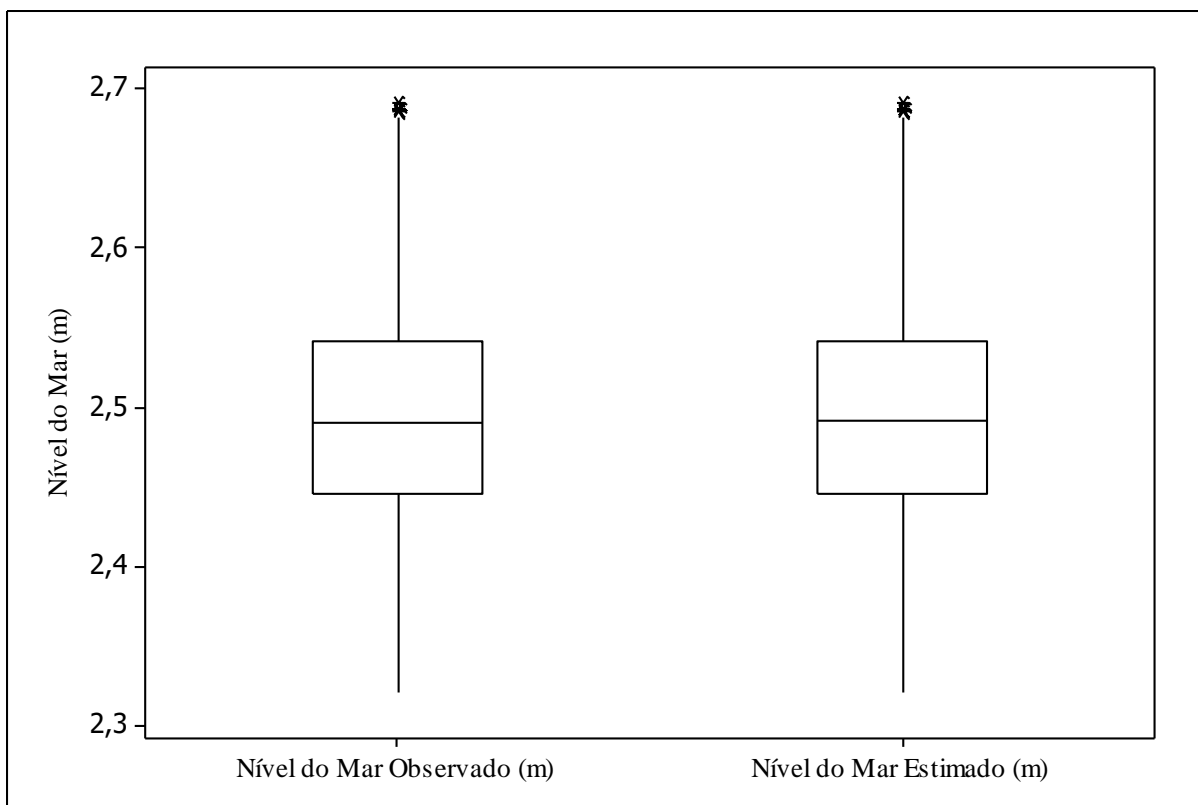 2,7
2,6
2,5
2,4
2,3
Nível do Mar (m)
Nível do Mar Observado (m)
Nível do Mar Estimado (m)